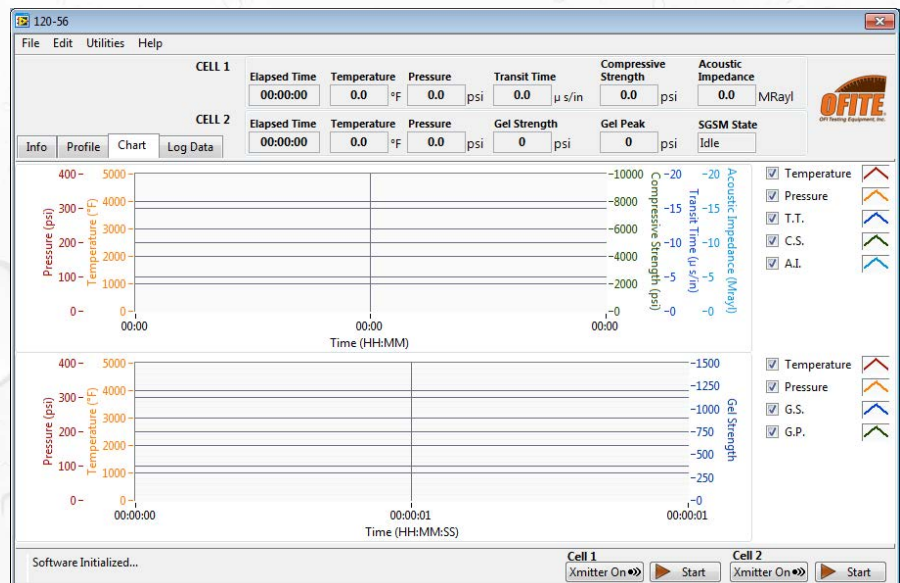 120-56
File Edit Utilities Help
CELL 1
Elapsed Time Temperature Pressure Transit Time Compressive Strength Acoustic Impedance
00:00:00 0.0 °F 0.0 psi 0.0 µ s/in 0.0 psi 0.0 MRayl
OFITE
OFI Testing Equipment, Inc.
CELL 2
Elapsed Time Temperature Pressure Gel Strength Gel Peak SGSM State
00:00:00 0.0 °F 0.0 psi 0 psi 0 psi Idle
Info Profile Chart Log Data
Pressure (psi)
400
300
200
100
0
Temperature (°F)
5000
4000
3000
2000
1000
0
10000
8000
6000
4000
2000
0
Compressive Strength (psi)
20
15
10
5
0
Transit Time (µ s/in)
20
15
10
5
0
Acoustic Impedance (Mrayl)
00:00 00:00 00:00
Time (HH:MM)
Temperature
Pressure
T.T.
C.S.
A.I.
Pressure (psi)
400
300
200
100
0
Temperature (°F)
5000
4000
3000
2000
1000
0
1500
1250
1000
750
500
250
0
Gel Strength
00:00:00 00:00:01 00:00:01
Time (HH:MM:SS)
Temperature
Pressure
G.S.
G.P.
Software Initialized...
Cell 1
Xmitter On Start
Cell 2
Xmitter On Start